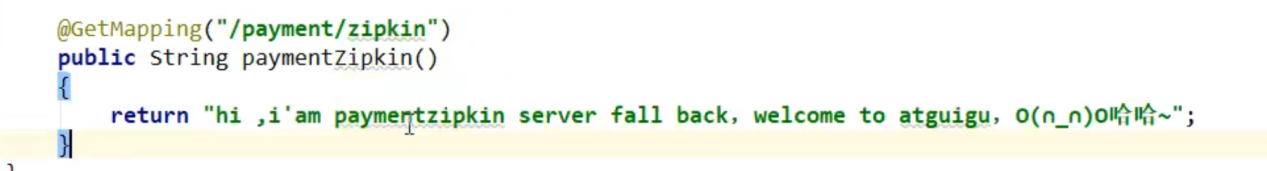 @GetMapping("/payment/zipkin")
public String paymentZipkin()
{
return "hi ,i'am paymentzipkin server fall back，welcome to atguigu，O(∩_∩)O哈哈~";
}
}